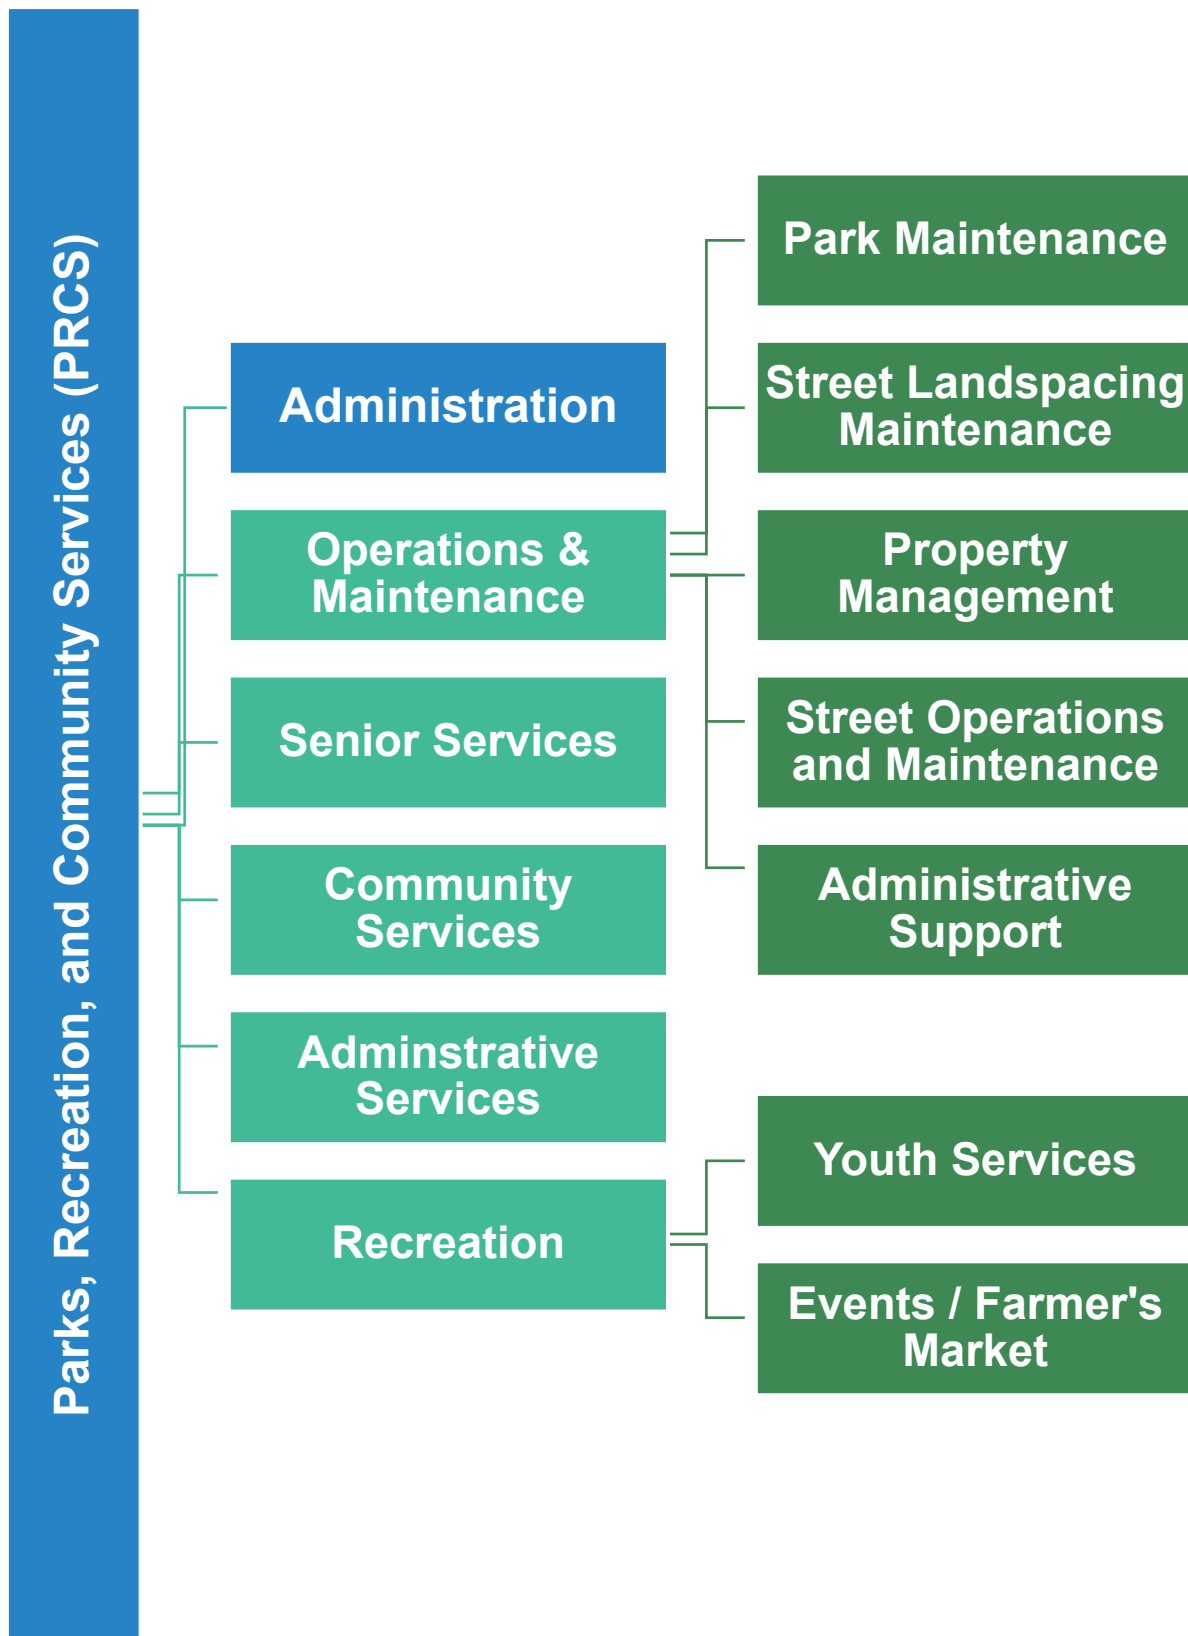 Parks, Recreation, and Community Services (PRCS)
Administration
Operations &
Maintenance
Senior Services
Community
Services
Adminstrative
Services
Recreation
Park Maintenance
Street Landspacing
Maintenance
Property
Management
Street Operations
and Maintenance
Administrative
Support
Youth Services
Events / Farmer's
Market